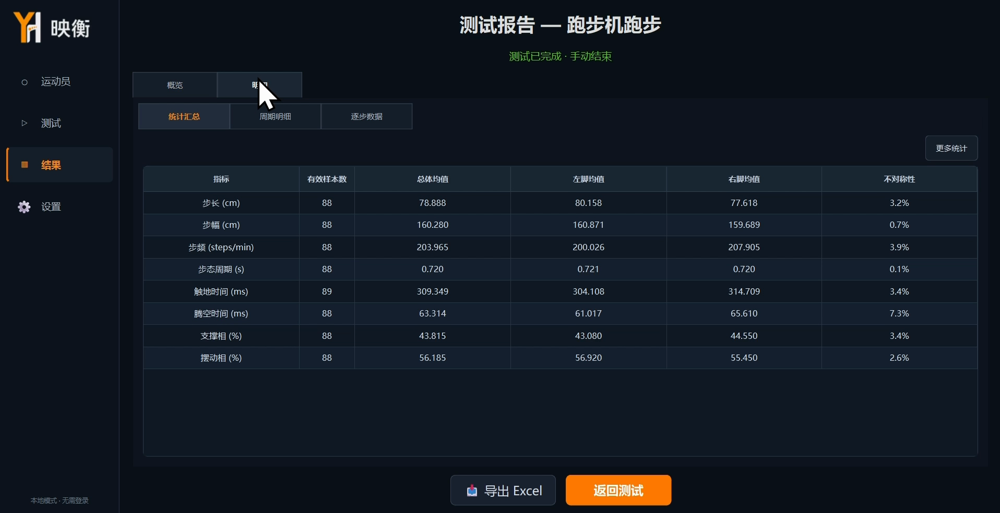 YH 映衡
测试报告 — 跑步机跑步
测试已完成 · 手动结束
运动员
测试
结果
设置
概览
统计汇总 周期明细 逐步数据
更多统计
指标 有效样本数 总体均值 左脚均值 右脚均值 不对称性
步长 (cm) 88 78.888 80.158 77.618 3.2%
步幅 (cm) 88 160.280 160.871 159.689 0.7%
步频 (steps/min) 88 203.965 200.026 207.905 3.9%
步态周期 (s) 88 0.720 0.721 0.720 0.1%
触地时间 (ms) 89 309.349 304.108 314.709 3.4%
腾空时间 (ms) 88 63.314 61.017 65.610 7.3%
支撑相 (%) 88 43.815 43.080 44.550 3.4%
摆动相 (%) 88 56.185 56.920 55.450 2.6%
导出 Excel 返回测试
本地模式 · 无需登录